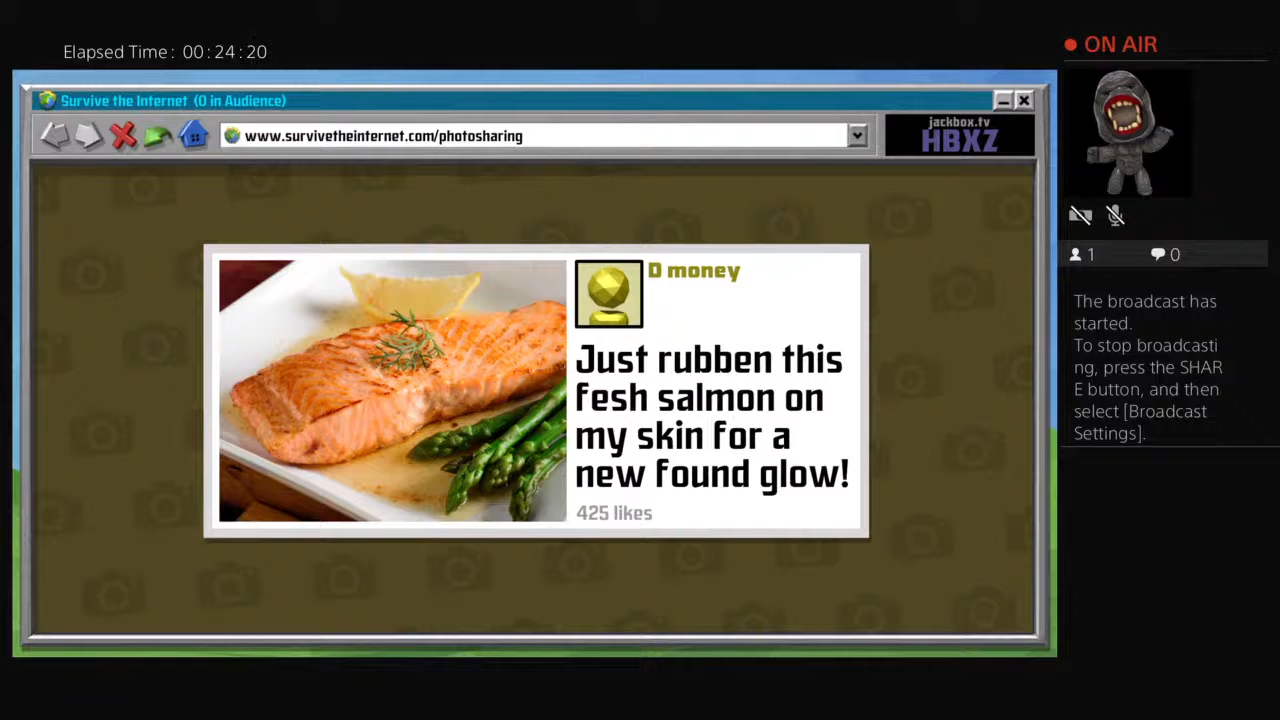 Elapsed Time: 00:24:20
ON AIR
Survive the Internet (0 in Audience)
www.survivetheinternet.com/photosharing
jackbox.tv
HBXZ
1
0
D money
Just rubben this
fesh salmon on
my skin for a
new found glow!
425 likes
The broadcast has
started.
To stop broadcasti
ng, press the SHAR
E button, and then
select [Broadcast
Settings].